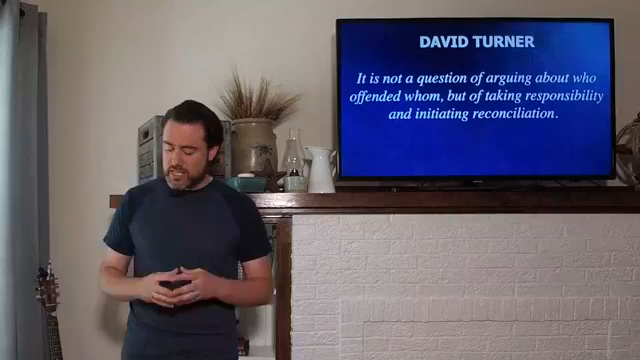 DAVID TURNER
It is not a question of arguing about who
offended whom, but of taking responsibility
and initiating reconciliation.